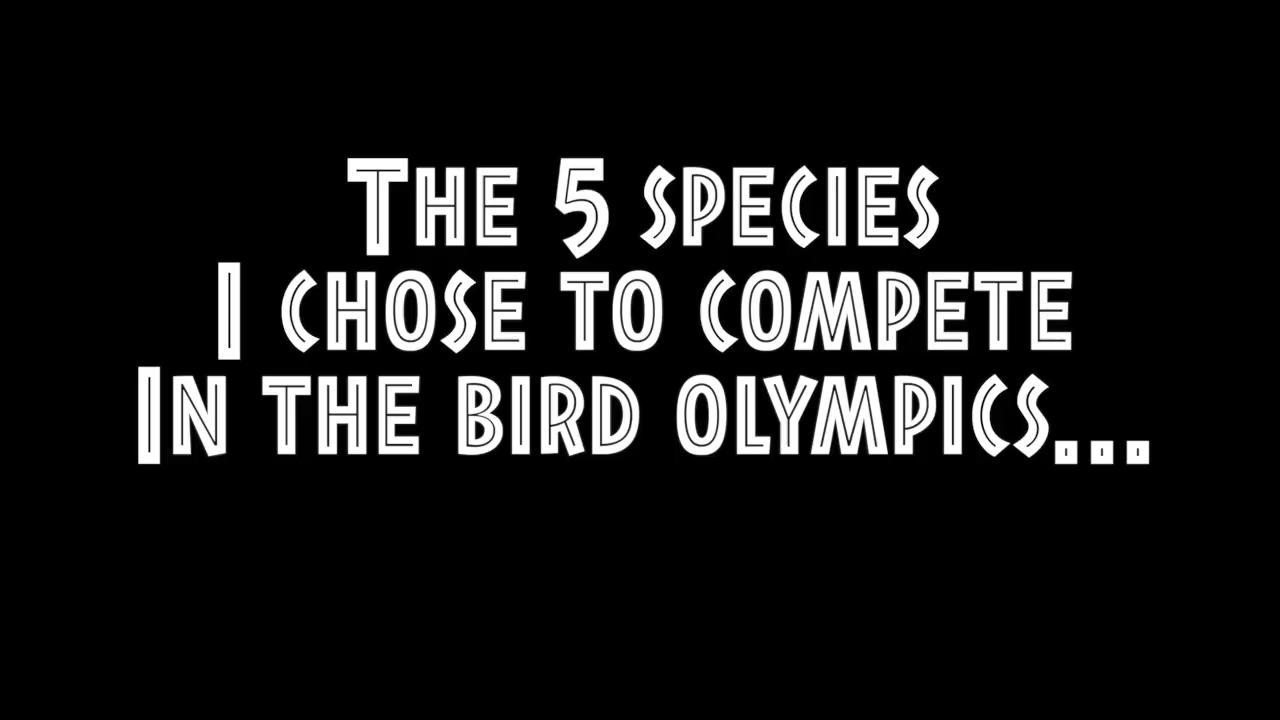 The 5 species
I chose to compete
In the bird olympics...